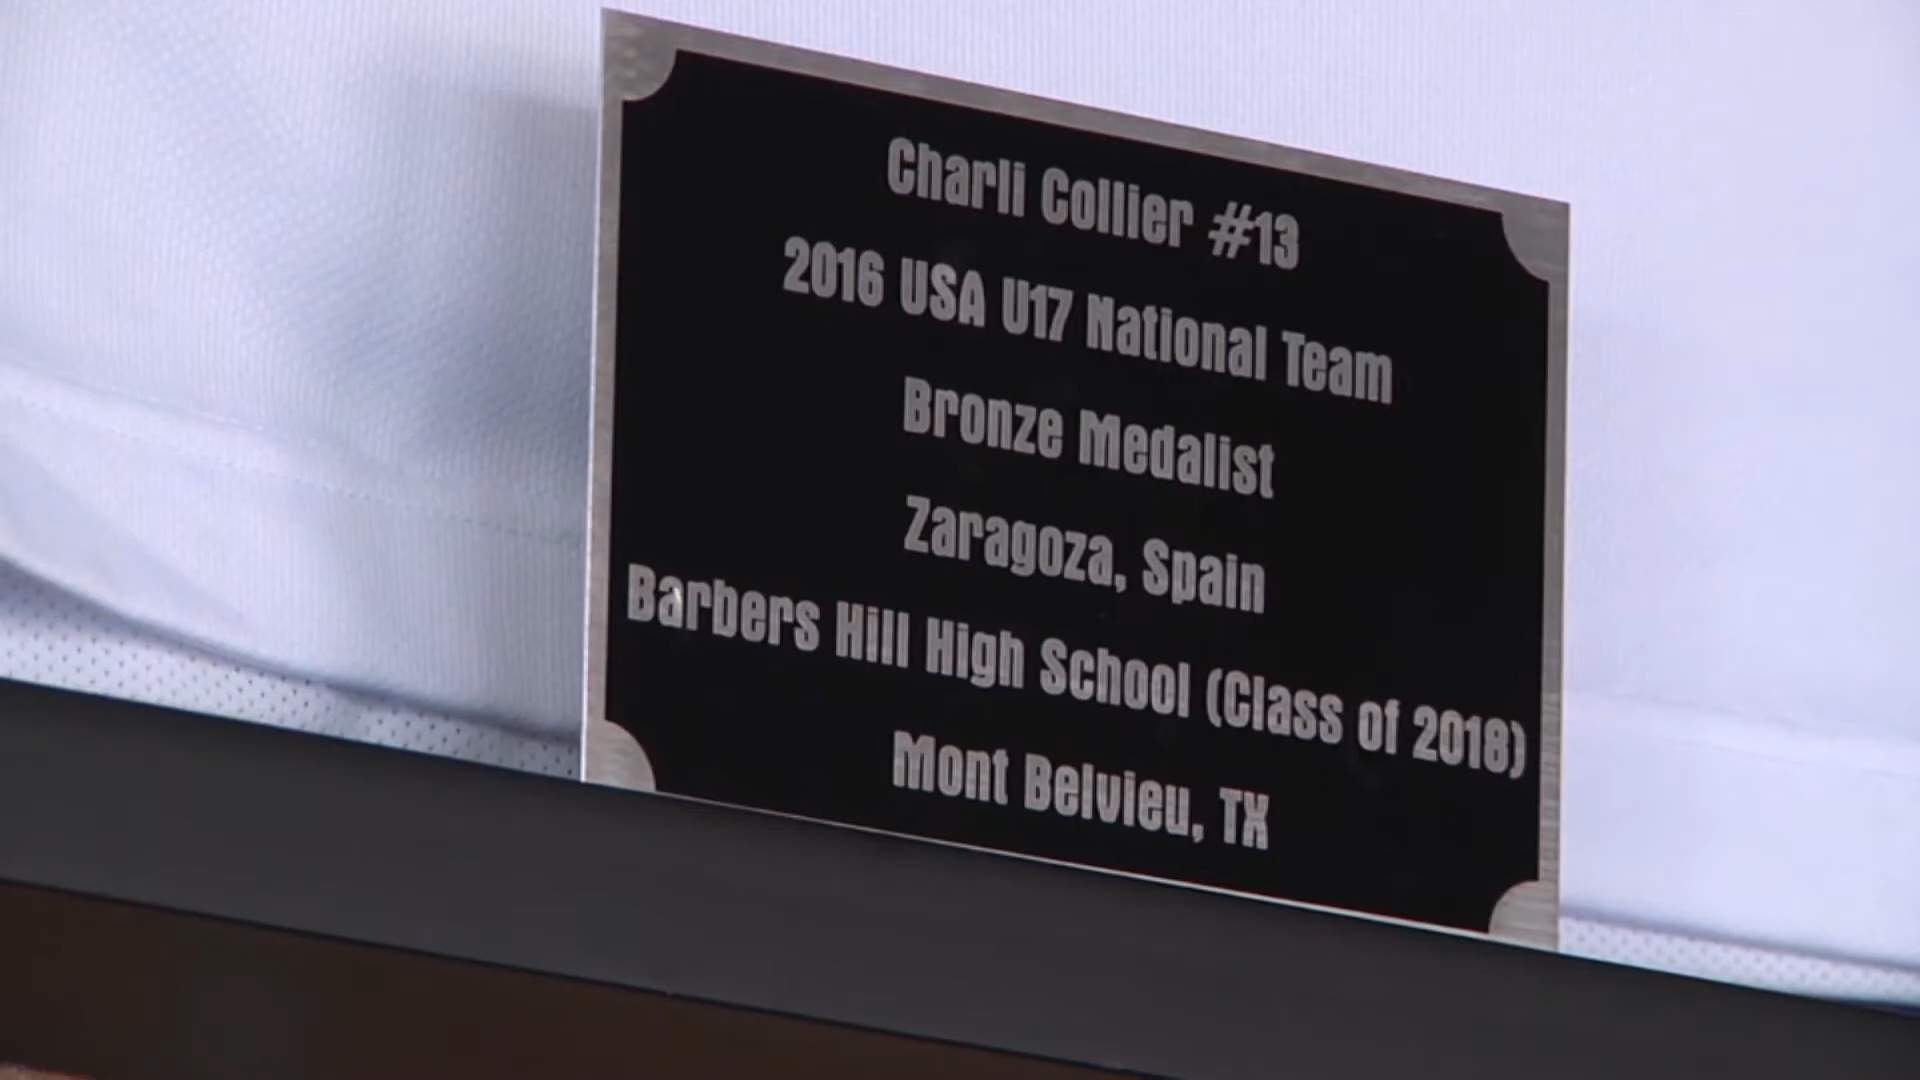 Charli Collier #13
2016 USA U17 National Team
Bronze Medalist
Zaragoza, Spain
Barbers Hill High School (Class of 2018)
Mont Belvieu, TX